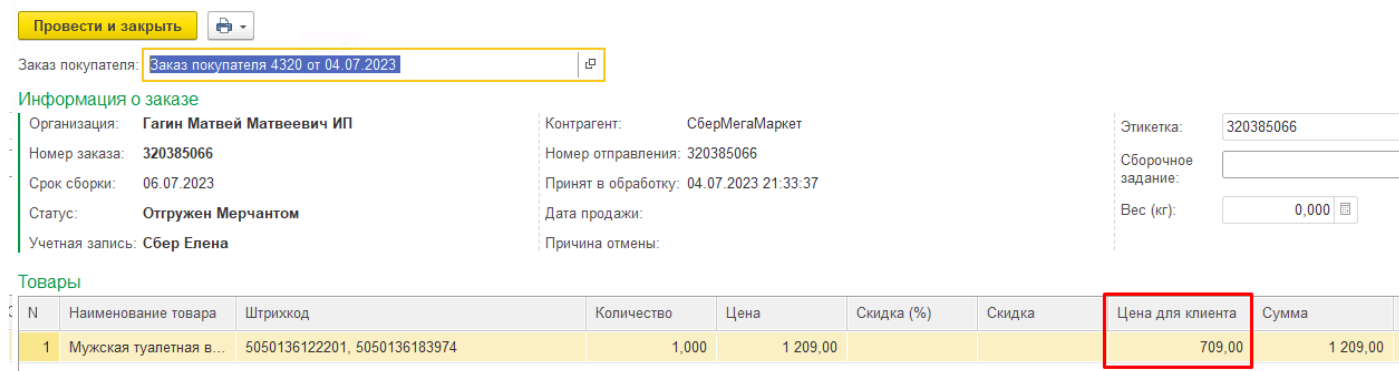 Провести и закрыть
Заказ покупателя: Заказ покупателя 4320 от 04.07.2023
Информация о заказе
Организация: Гагин Матвей Матвеевич ИП
Контрагент: СберМегаМаркет
Этикетка: 320385066
Номер заказа: 320385066
Номер отправления: 320385066
Сборочное
задание:
Срок сборки: 06.07.2023
Принят в обработку: 04.07.2023 21:33:37
Статус: Отгружен Мерчантом
Дата продажи:
Вес (кг): 0,000
Учетная запись: Сбер Елена
Причина отмены:
Товары
N Наименование товара Штрихкод Количество Цена Скидка (%) Скидка Цена для клиента Сумма
1 Мужская туалетная в... 5050136122201, 5050136183974 1,000 1 209,00 709,00 1 209,00